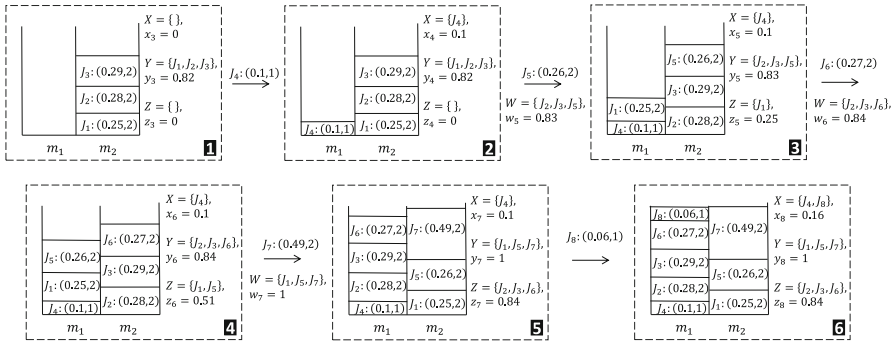 X = { },
x₃ = 0
J₃: (0.29,2)
Y = {J₁, J₂, J₃},
y₃ = 0.82
J₂: (0.28,2)
Z = { },
z₃ = 0
J₁: (0.25,2)
m₁ m₂
1
J₄: (0.1,1)
X = {J₄},
x₄ = 0.1
J₃: (0.29,2)
Y = {J₁, J₂, J₃},
y₄ = 0.82
J₂: (0.28,2)
Z = { },
z₄ = 0
J₄: (0.1,1) J₁: (0.25,2)
m₁ m₂
2
J₅: (0.26,2)
W = { J₂, J₃, J₅},
w₅ = 0.83
X = {J₄},
x₅ = 0.1
J₅: (0.26,2)
Y = {J₂, J₃, J₅},
y₅ = 0.83
J₃: (0.29,2)
J₁: (0.25,2)
Z = {J₁},
z₅ = 0.25
J₄: (0.1,1) J₂: (0.28,2)
m₁ m₂
3
J₆: (0.27,2)
W = {J₂, J₃, J₆},
w₆ = 0.84
X = {J₄},
x₆ = 0.1
J₆: (0.27,2)
Y = {J₂, J₃, J₆},
y₆ = 0.84
J₅: (0.26,2) J₃: (0.29,2)
J₁: (0.25,2)
Z = {J₁, J₅},
z₆ = 0.51
J₄: (0.1,1) J₂: (0.28,2)
m₁ m₂
4
J₇: (0.49,2)
W = {J₁, J₅, J₇},
w₇ = 1
X = {J₄},
x₇ = 0.1
J₆: (0.27,2) J₇: (0.49,2)
Y = {J₁, J₅, J₇},
y₇ = 1
J₃: (0.29,2)
J₂: (0.28,2) J₅: (0.26,2)
Z = {J₂, J₃, J₆},
z₇ = 0.84
J₄: (0.1,1) J₁: (0.25,2)
m₁ m₂
5
J₈: (0.06,1)
X = {J₄, J₈},
x₈ = 0.16
J₈: (0.06,1)
J₆: (0.27,2) J₇: (0.49,2)
Y = {J₁, J₅, J₇},
y₈ = 1
J₃: (0.29,2)
J₂: (0.28,2) J₅: (0.26,2)
Z = {J₂, J₃, J₆},
z₈ = 0.84
J₄: (0.1,1) J₁: (0.25,2)
m₁ m₂
6